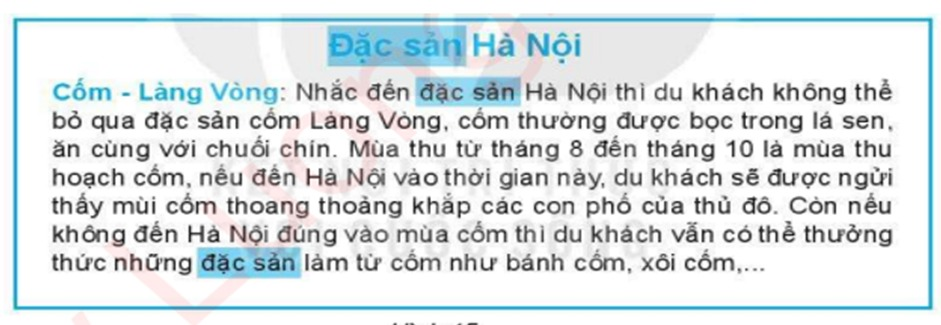 Đặc sản Hà Nội
Cốm - Làng Vòng: Nhắc đến đặc sản Hà Nội thì du khách không thể
bỏ qua đặc sản cốm Làng Vòng, cốm thường được bọc trong lá sen,
ăn cùng với chuối chín. Mùa thu từ tháng 8 đến tháng 10 là mùa thu
hoạch cốm, nếu đến Hà Nội vào thời gian này, du khách sẽ được ngửi
thấy mùi cốm thoang thoảng khắp các con phố của thủ đô. Còn nếu
không đến Hà Nội đúng vào mùa cốm thì du khách vẫn có thể thưởng
thức những đặc sản làm từ cốm như bánh cốm, xôi cốm,...